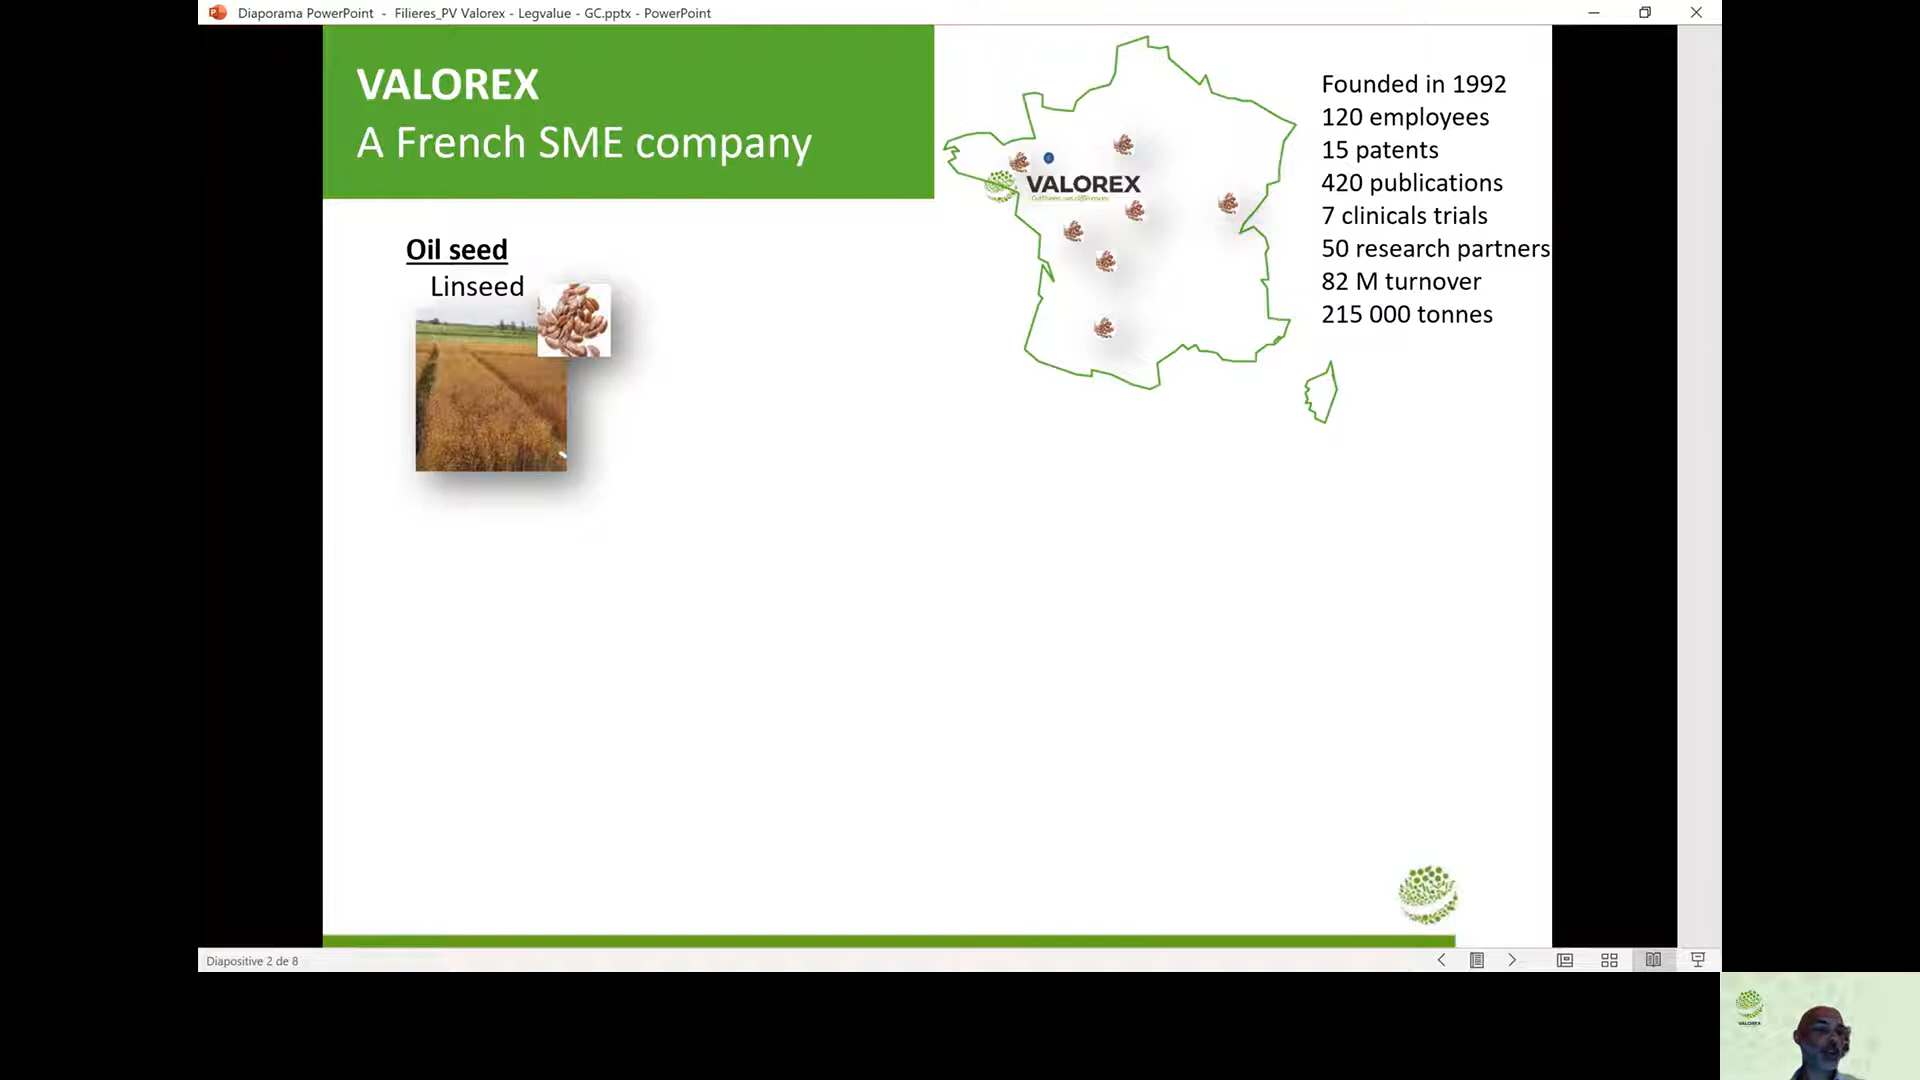 Diaporama PowerPoint - Filieres_PV Valorex - Legvalue - GC.pptx - PowerPoint
VALOREX
A French SME company
Founded in 1992
120 employees
15 patents
420 publications
7 clinicals trials
50 research partners
82 M turnover
215 000 tonnes
VALOREX
Oil seed
Linseed
Diapositive 2 de 8
VALOREX